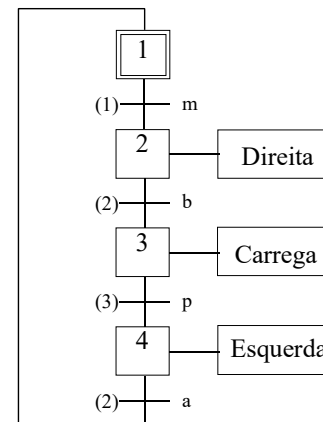 1
(1) m
2 Direita
(2) b
3 Carrega
(3) p
4 Esquerda
(2) a